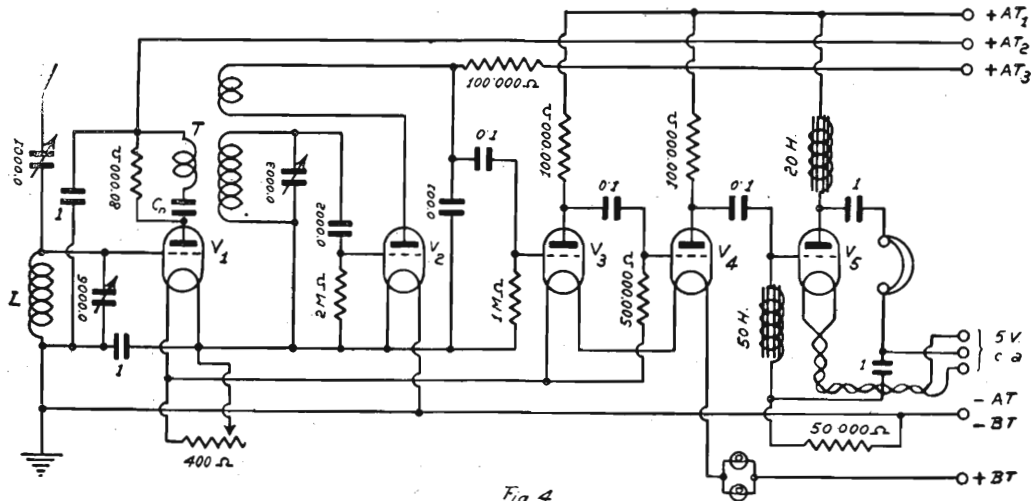 + AT1
+ AT2
+ AT3
100.000 Ω
0.0001
1
80.000 Ω
T
Cn
V1
L
0.0006
1
400 Ω
0.0003
0.0002
2 MΩ
V2
0.001
0.1
1 MΩ
100.000 Ω
0.1
V3
500.000 Ω
100.000 Ω
0.1
V4
50 H.
20 H.
1
V5
1
5 V.
c a
- AT
- BT
50.000 Ω
+ BT
Fig 4